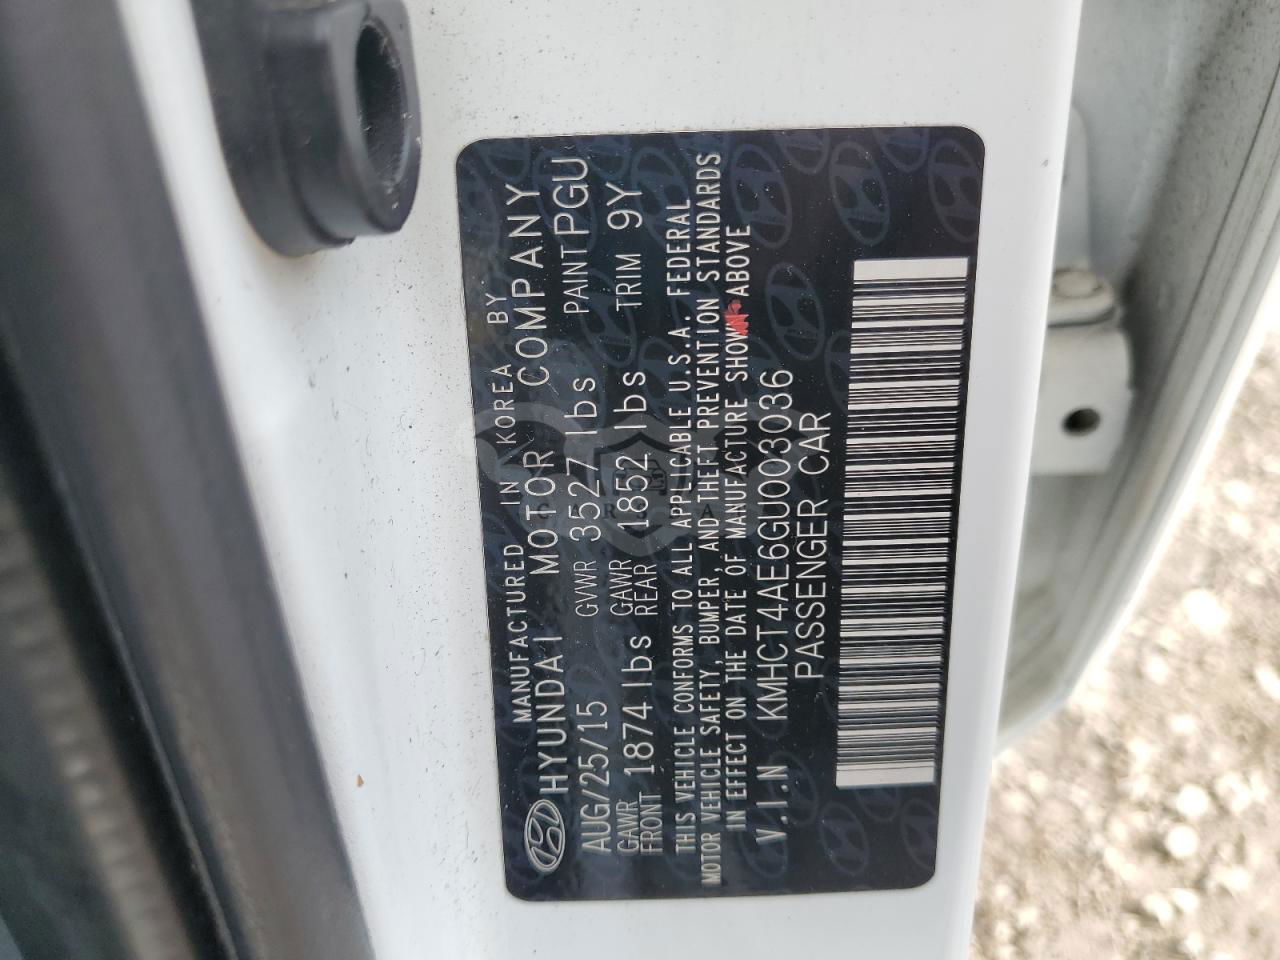 MANUFACTURED IN KOREA BY
HYUNDAI MOTOR COMPANY
AUG/25/15 GVWR 3527 lbs PAINT PGU
GAWR FRONT 1874 lbs GAWR REAR 1852 lbs TRIM 9Y
THIS VEHICLE CONFORMS TO ALL APPLICABLE U.S.A. FEDERAL
MOTOR VEHICLE SAFETY, BUMPER, AND THEFT PREVENTION STANDARDS
IN EFFECT ON THE DATE OF MANUFACTURE SHOWN ABOVE
V.I.N KMHCT4AE6GU003036
PASSENGER CAR